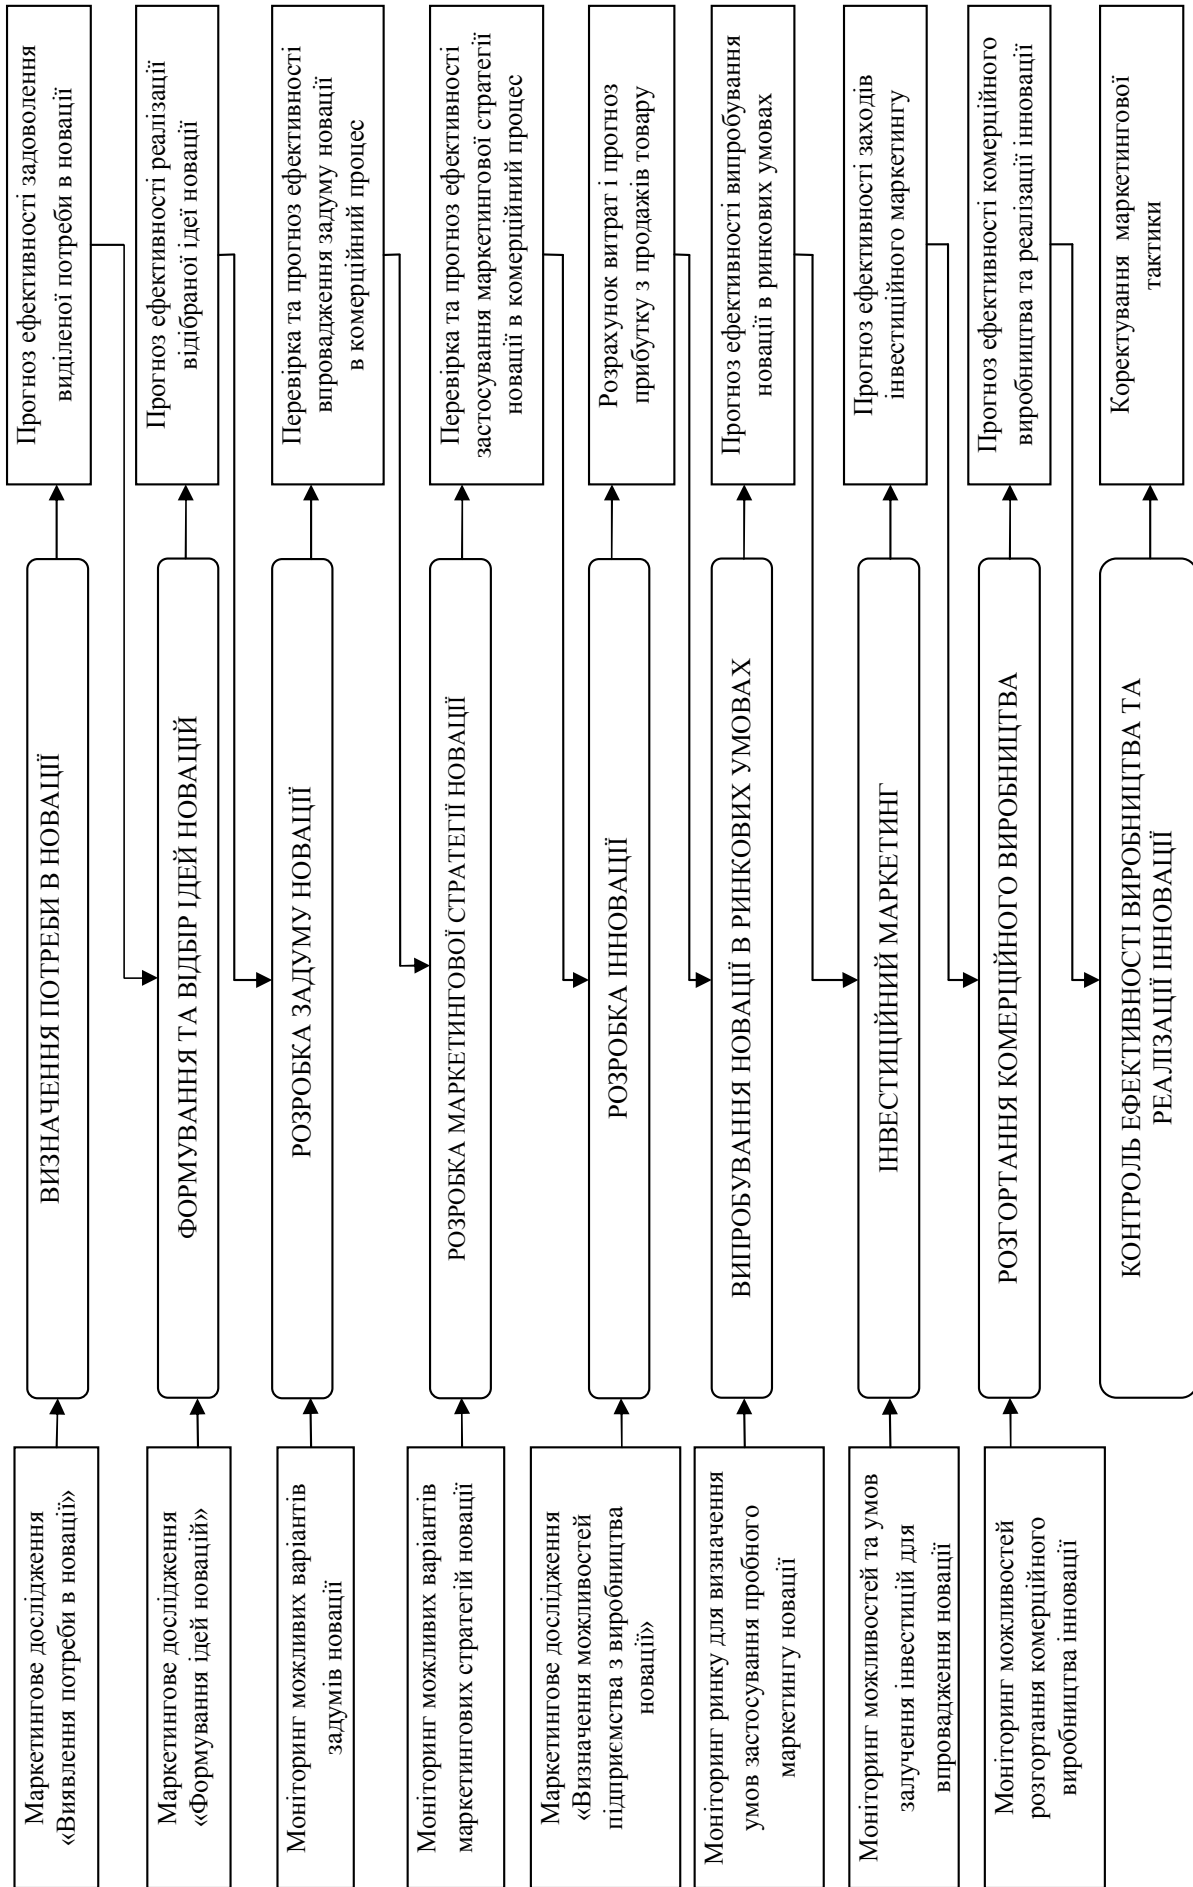 Маркетингове дослідження
«Виявлення потреби в новації»
ВИЗНАЧЕННЯ ПОТРЕБИ В НОВАЦІЇ
Прогноз ефективності задоволення
виділеної потреби в новації
Маркетингове дослідження
«Формування ідей новацій»
ФОРМУВАННЯ ТА ВІДБІР ІДЕЙ НОВАЦІЙ
Прогноз ефективності реалізації
відібраної ідеї новації
Моніторинг можливих варіантів
задумів новації
РОЗРОБКА ЗАДУМУ НОВАЦІЇ
Перевірка та прогноз ефективності
впровадження задуму новації
в комерційний процес
Моніторинг можливих варіантів
маркетингових стратегій новації
РОЗРОБКА МАРКЕТИНГОВОЇ СТРАТЕГІЇ НОВАЦІЇ
Перевірка та прогноз ефективності
застосування маркетингової стратегії
новації в комерційний процес
Маркетингове дослідження
«Визначення можливостей
підприємства з виробництва
новації»
РОЗРОБКА ІННОВАЦІЇ
Розрахунок витрат і прогноз
прибутку з продажів товару
Моніторинг ринку для визначення
умов застосування пробного
маркетингу новації
ВИПРОБУВАННЯ НОВАЦІЇ В РИНКОВИХ УМОВАХ
Прогноз ефективності випробування
новації в ринкових умовах
Моніторинг можливостей та умов
залучення інвестицій для
впровадження новації
ІНВЕСТИЦІЙНИЙ МАРКЕТИНГ
Прогноз ефективності заходів
інвестиційного маркетингу
Моніторинг можливостей
розгортання комерційного
виробництва інновації
РОЗГОРТАННЯ КОМЕРЦІЙНОГО ВИРОБНИЦТВА
Прогноз ефективності комерційного
виробництва та реалізації інновації
КОНТРОЛЬ ЕФЕКТИВНОСТІ ВИРОБНИЦТВА ТА
РЕАЛІЗАЦІЇ ІННОВАЦІЇ
Коректування маркетингової
тактики